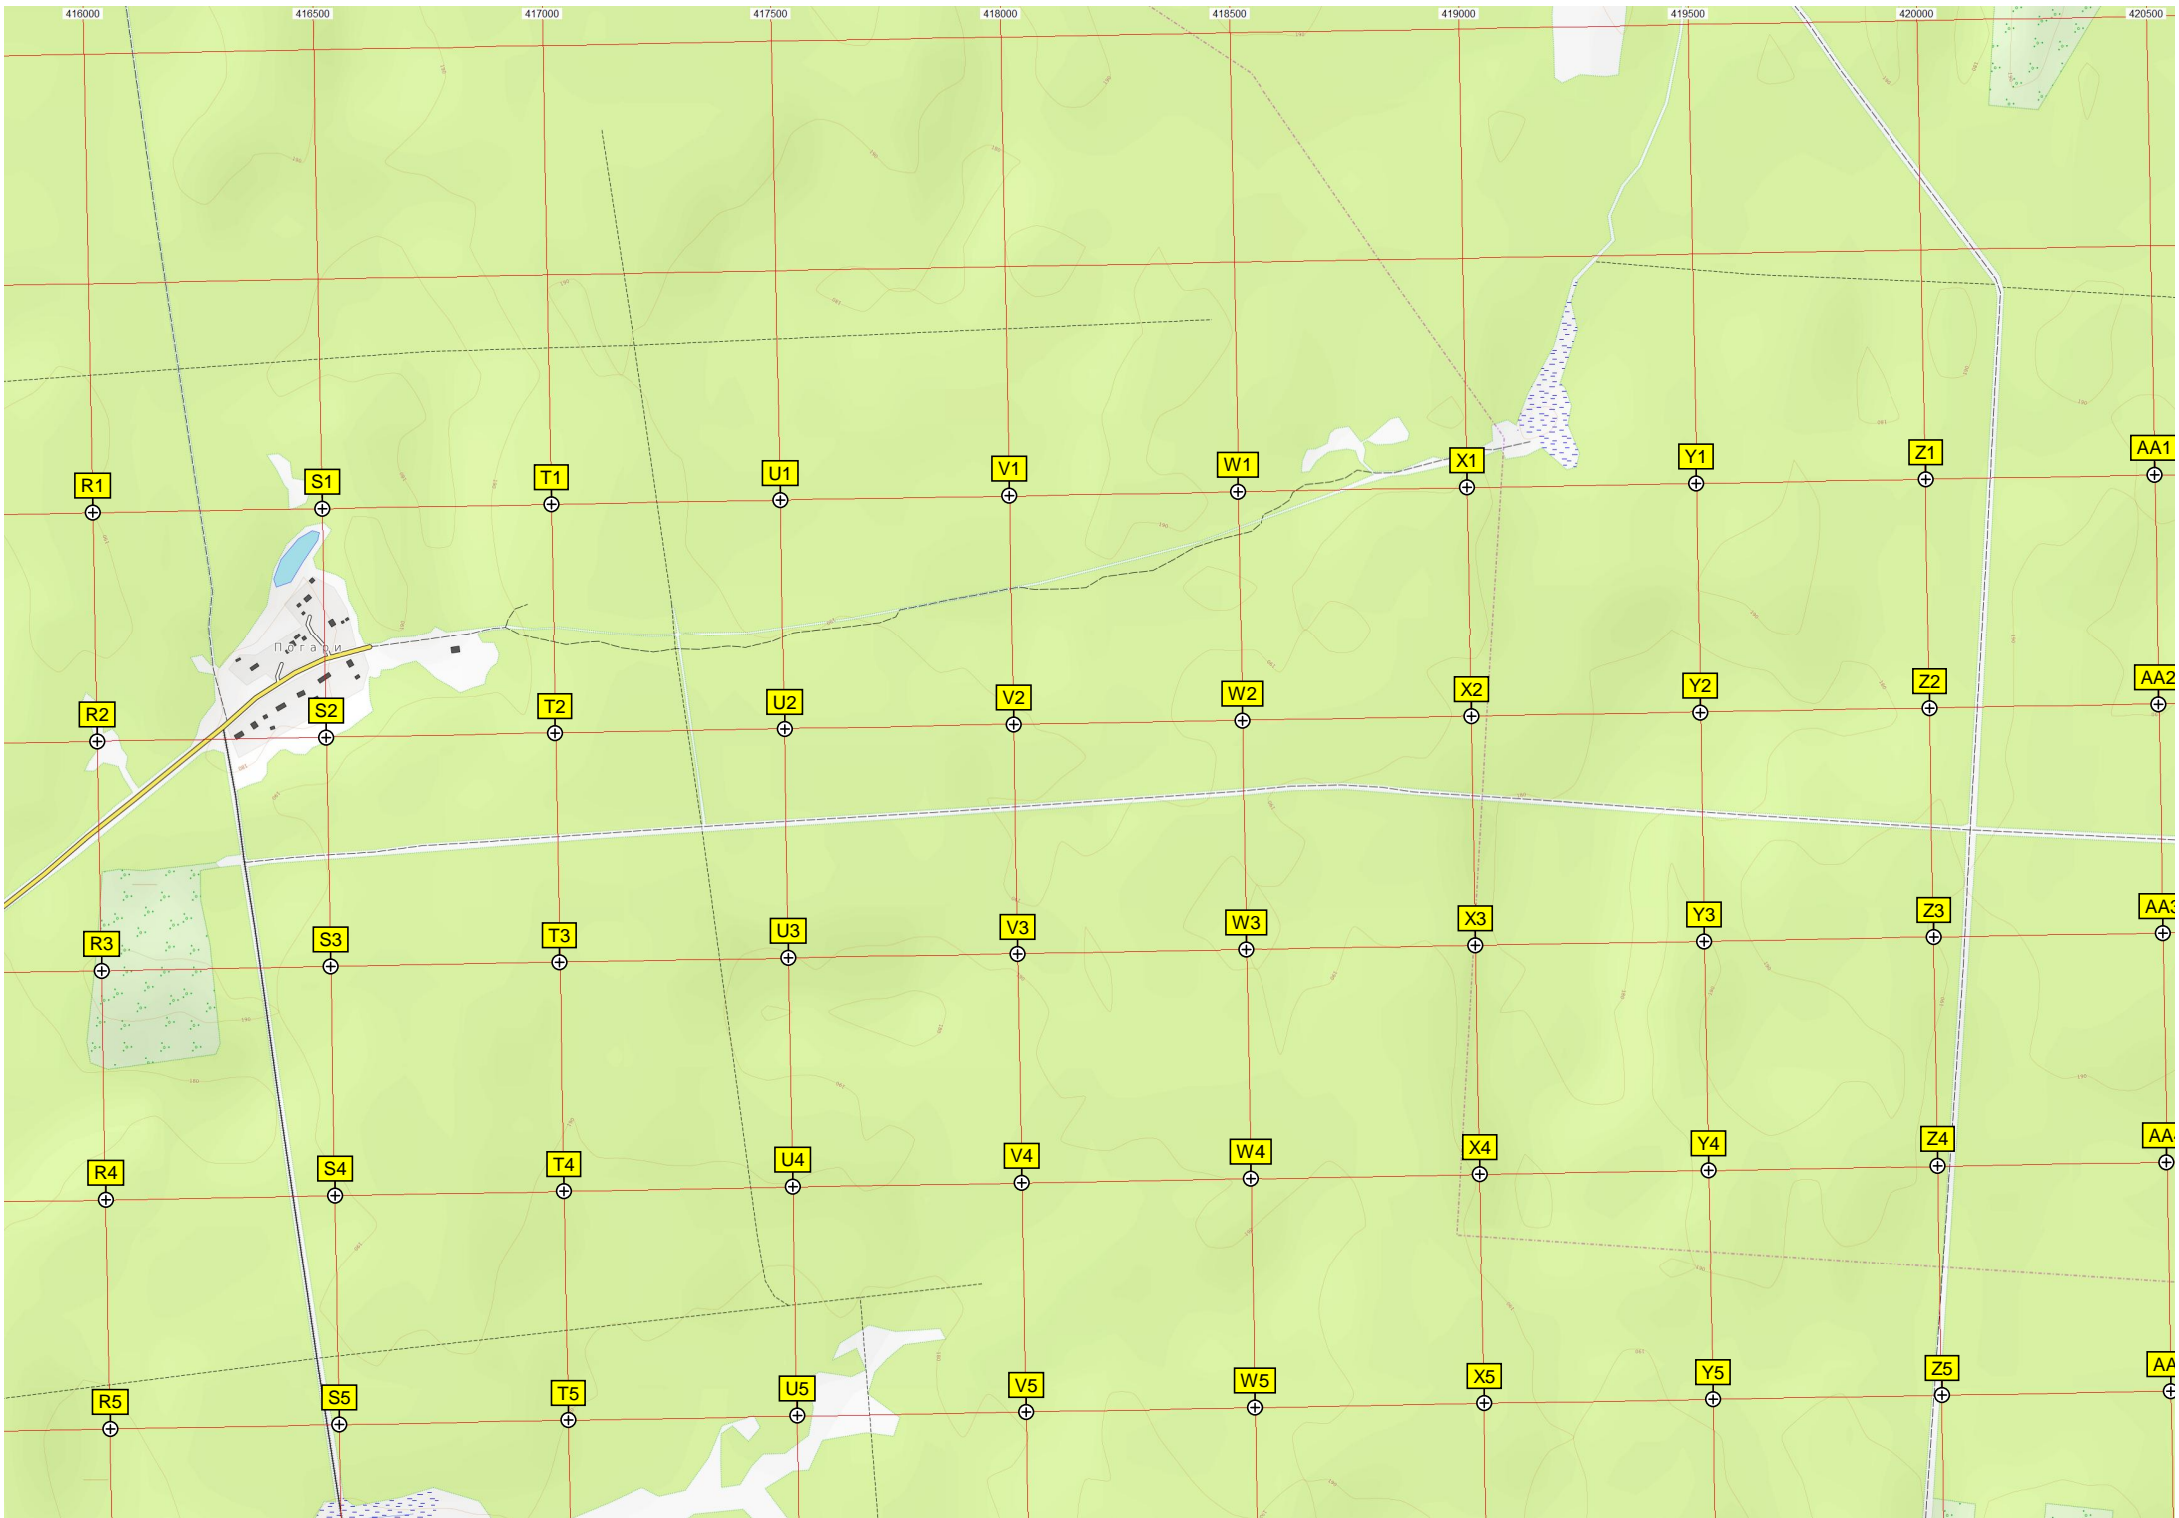 416000 416500 417000 417500 418000 418500 419000 419500 420000 420500
R1 S1 T1 U1 V1 W1 X1 Y1 Z1 AA1
Погари
R2 S2 T2 U2 V2 W2 X2 Y2 Z2 AA2
R3 S3 T3 U3 V3 W3 X3 Y3 Z3 AA3
R4 S4 T4 U4 V4 W4 X4 Y4 Z4 AA4
R5 S5 T5 U5 V5 W5 X5 Y5 Z5 AA